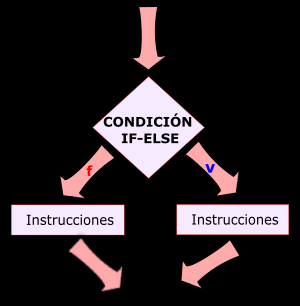 CONDICIÓN
IF-ELSE
f
v
Instrucciones
Instrucciones